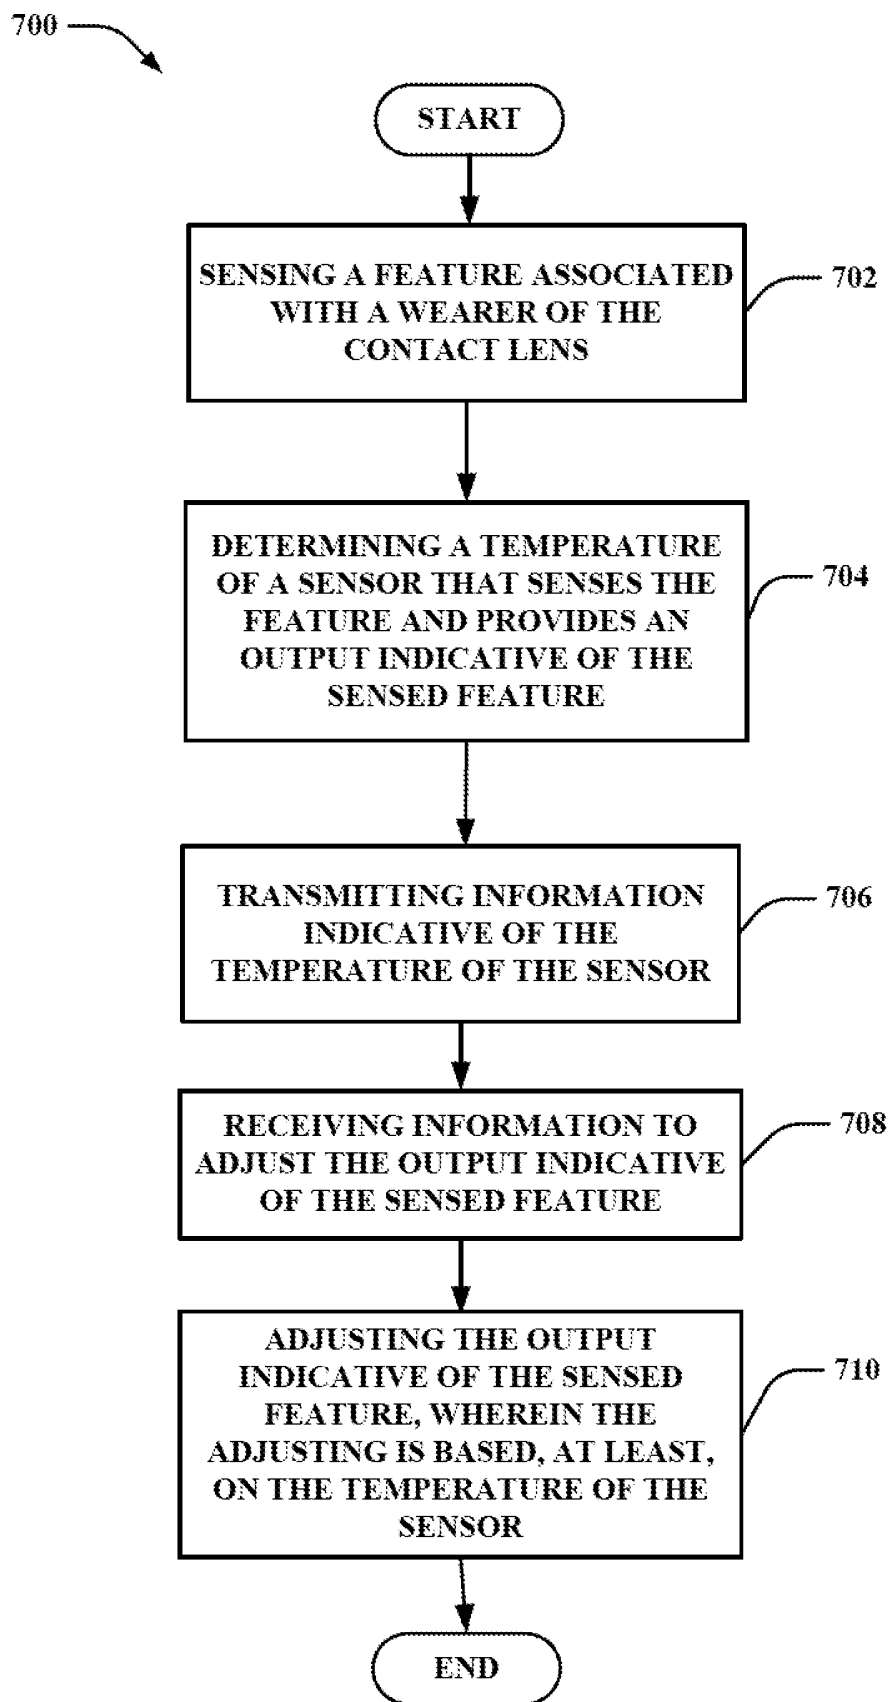 700
START
SENSING A FEATURE ASSOCIATED
WITH A WEARER OF THE
CONTACT LENS
702
DETERMINING A TEMPERATURE
OF A SENSOR THAT SENSES THE
FEATURE AND PROVIDES AN
OUTPUT INDICATIVE OF THE
SENSED FEATURE
704
TRANSMITTING INFORMATION
INDICATIVE OF THE
TEMPERATURE OF THE SENSOR
706
RECEIVING INFORMATION TO
ADJUST THE OUTPUT INDICATIVE
OF THE SENSED FEATURE
708
ADJUSTING THE OUTPUT
INDICATIVE OF THE SENSED
FEATURE, WHEREIN THE
ADJUSTING IS BASED, AT LEAST,
ON THE TEMPERATURE OF THE
SENSOR
710
END